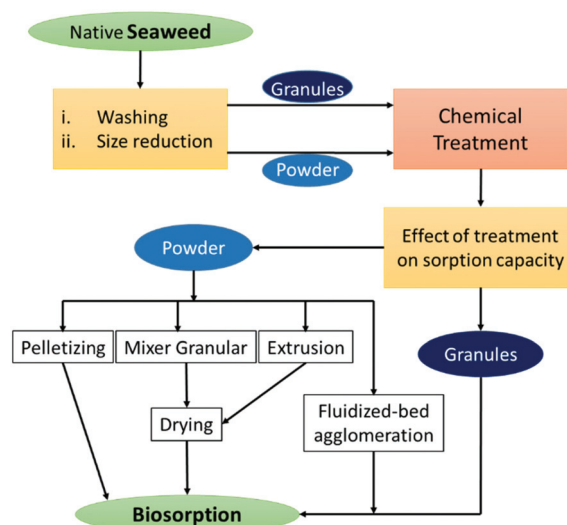 Native Seaweed
i. Washing
ii. Size reduction
Granules
Powder
Chemical
Treatment
Effect of treatment
on sorption capacity
Powder
Granules
Pelletizing
Mixer Granular
Extrusion
Drying
Fluidized-bed
agglomeration
Biosorption